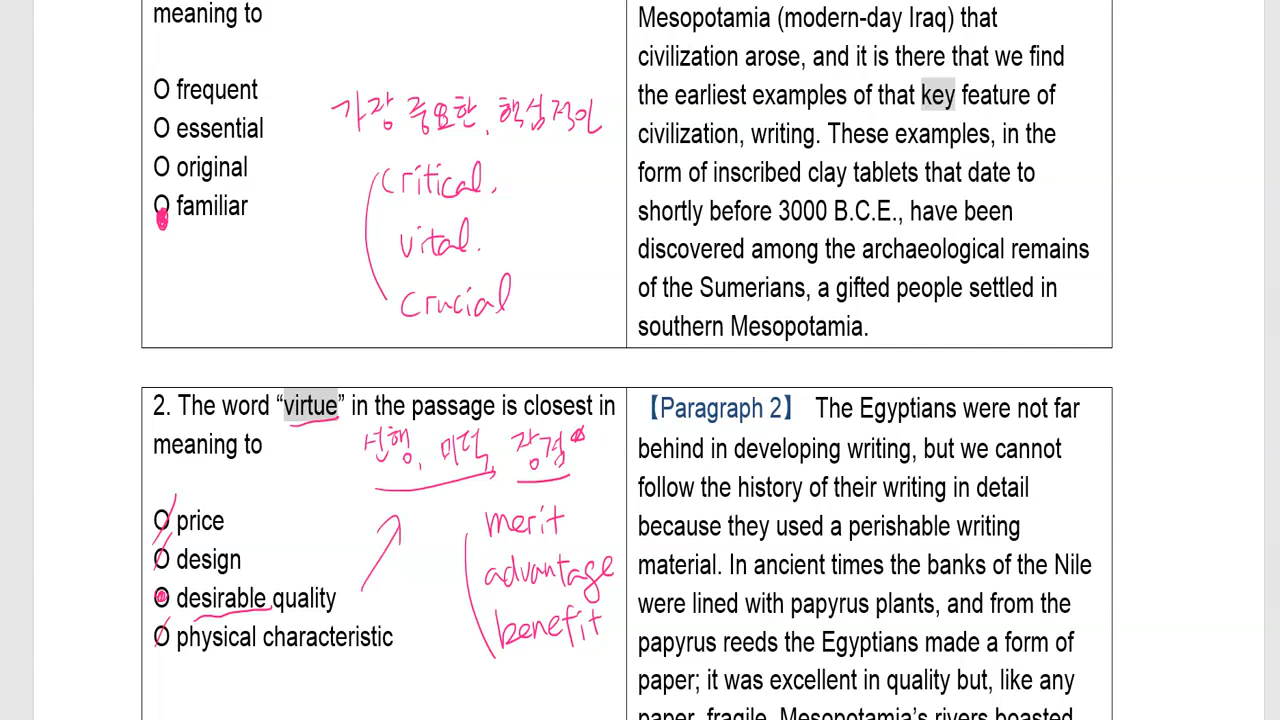 meaning to
O frequent
O essential
O original
O familiar
가장 중요한, 핵심적인
critical,
vital.
crucial
Mesopotamia (modern-day Iraq) that
civilization arose, and it is there that we find
the earliest examples of that key feature of
civilization, writing. These examples, in the
form of inscribed clay tablets that date to
shortly before 3000 B.C.E., have been
discovered among the archaeological remains
of the Sumerians, a gifted people settled in
southern Mesopotamia.
2. The word “virtue” in the passage is closest in
meaning to
선행, 미덕, 장점
O price
O design
O desirable quality
O physical characteristic
merit
advantage
benefit
【Paragraph 2】 The Egyptians were not far
behind in developing writing, but we cannot
follow the history of their writing in detail
because they used a perishable writing
material. In ancient times the banks of the Nile
were lined with papyrus plants, and from the
papyrus reeds the Egyptians made a form of
paper; it was excellent in quality but, like any
paper, fragile. Mesopotamia’s rivers boasted